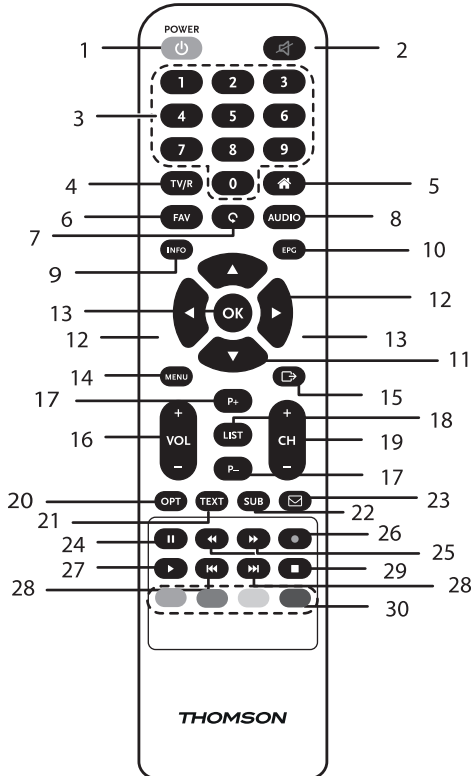 POWER
1 2
1 2 3
3
4 5 6
7 8 9
4 TV/R 0 5
6 FAV AUDIO 8
7
INFO EPG 10
9
12
13 OK
12 13
11
14 MENU
15
17 P+
+ +
16 VOL LIST 18
CH 19
- P- -
17
20 OPT TEXT SUB 23
21 22
24 26
25
27 29
28 28
30
THOMSON